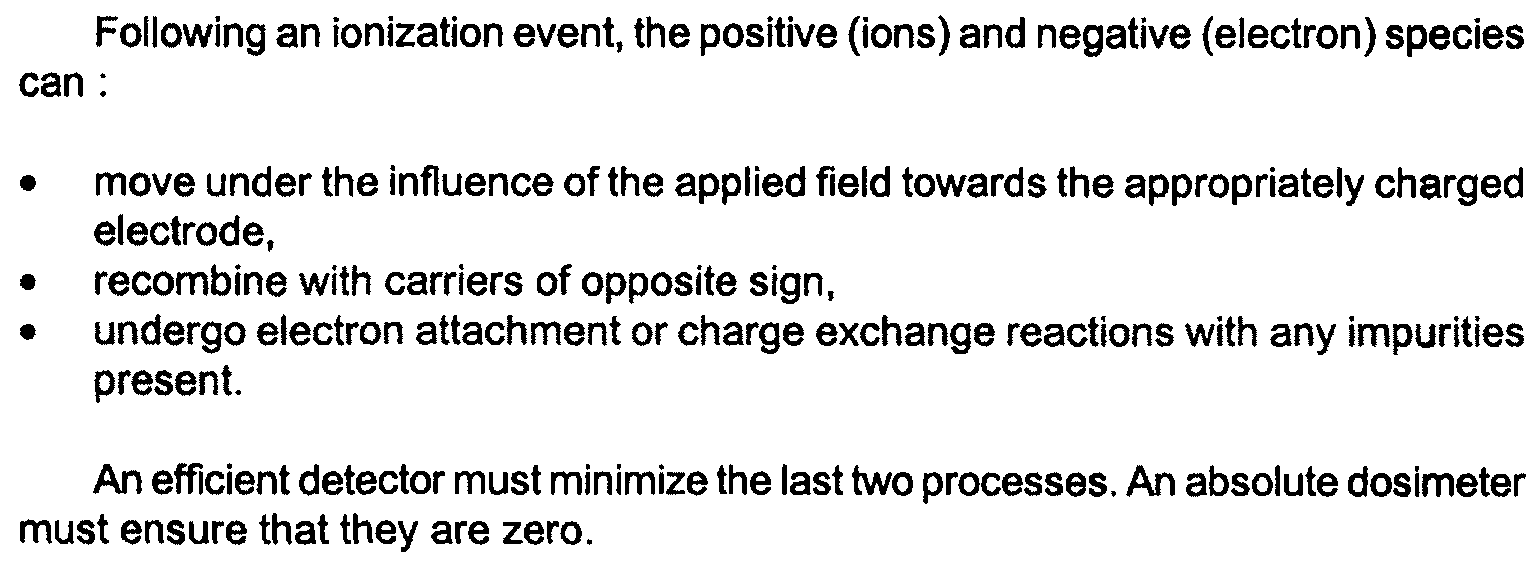 Following an ionization event, the positive (ions) and negative (electron) species
can :
• move under the influence of the applied field towards the appropriately charged
electrode,
• recombine with carriers of opposite sign,
• undergo electron attachment or charge exchange reactions with any impurities
present.
An efficient detector must minimize the last two processes. An absolute dosimeter
must ensure that they are zero.